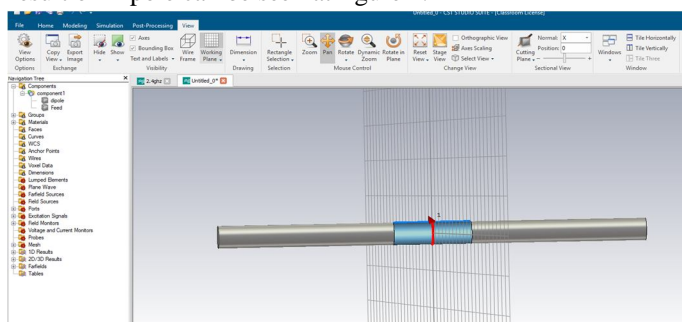 Untitled_0 - CST STUDIO SUITE - [Classroom License]
File Home Modeling Simulation Post-Processing View
View Options
Copy View
Export Image
Hide
Show
Axes
Bounding Box
Text and Labels
Wire Frame
Working Plane
Dimension
Rectangle Selection
Zoom
Pan
Rotate
Dynamic Zoom
Rotate in Plane
Reset View
Stage View
Orthographic View
Axes Scaling
Select View
Cutting Plane
Normal: X
Position: 0
Windows
Tile Horizontally
Tile Vertically
Tile Three
Options Exchange Visibility Drawing Selection Mouse Control Change View Sectional View Window
Navigation Tree
2.4ghz
Untitled_0*
Components
component1
dipole
Feed
Groups
Materials
Faces
Curves
WCS
Anchor Points
Wires
Voxel Data
Dimensions
Lumped Elements
Plane Wave
Farfield Sources
Field Sources
Ports
Excitation Signals
Field Monitors
Voltage and Current Monitors
Probes
Mesh
1D Results
2D/3D Results
Farfields
Tables
1